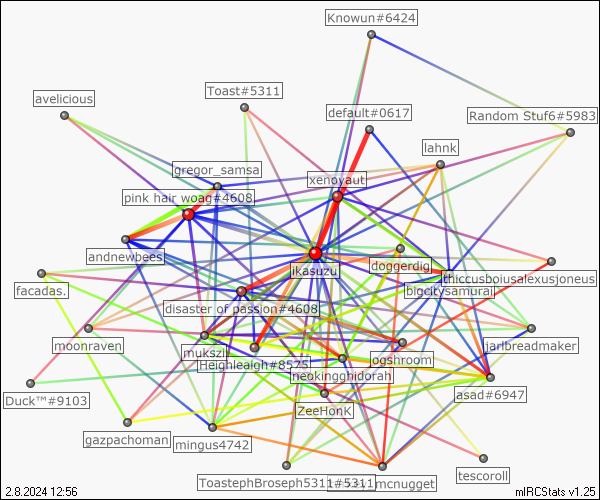 Knowun#6424
Toast#5311
avelicious
default#0617
Random Stuf6#5983
lahnk
gregor_samsa
xenoyaut
pink hair woag#4608
andnewbees
ikasuzu
doggerdig
thiccusboiusalexusjoneus
bigcitysamurai
facadas.
disaster of passion#4608
moonraven
mukszli
Heighleaigh#8575
ogshroom
jarlbreadmaker
neokingghidorah
asad#6947
Duck™#9103
ZeeHonk
gazpachoman
mingus4742
tescoroll
ToastephBroseph5311#5311
mcnugget
2.8.2024 12:56
mIRCStats v1.25